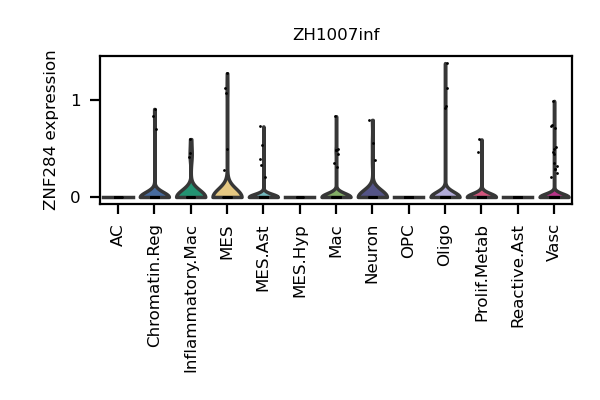 ZH1007inf
ZNF284 expression
1
0
AC
Chromatin.Reg
Inflammatory.Mac
MES
MES.Ast
MES.Hyp
Mac
Neuron
OPC
Oligo
Prolif.Metab
Reactive.Ast
Vasc